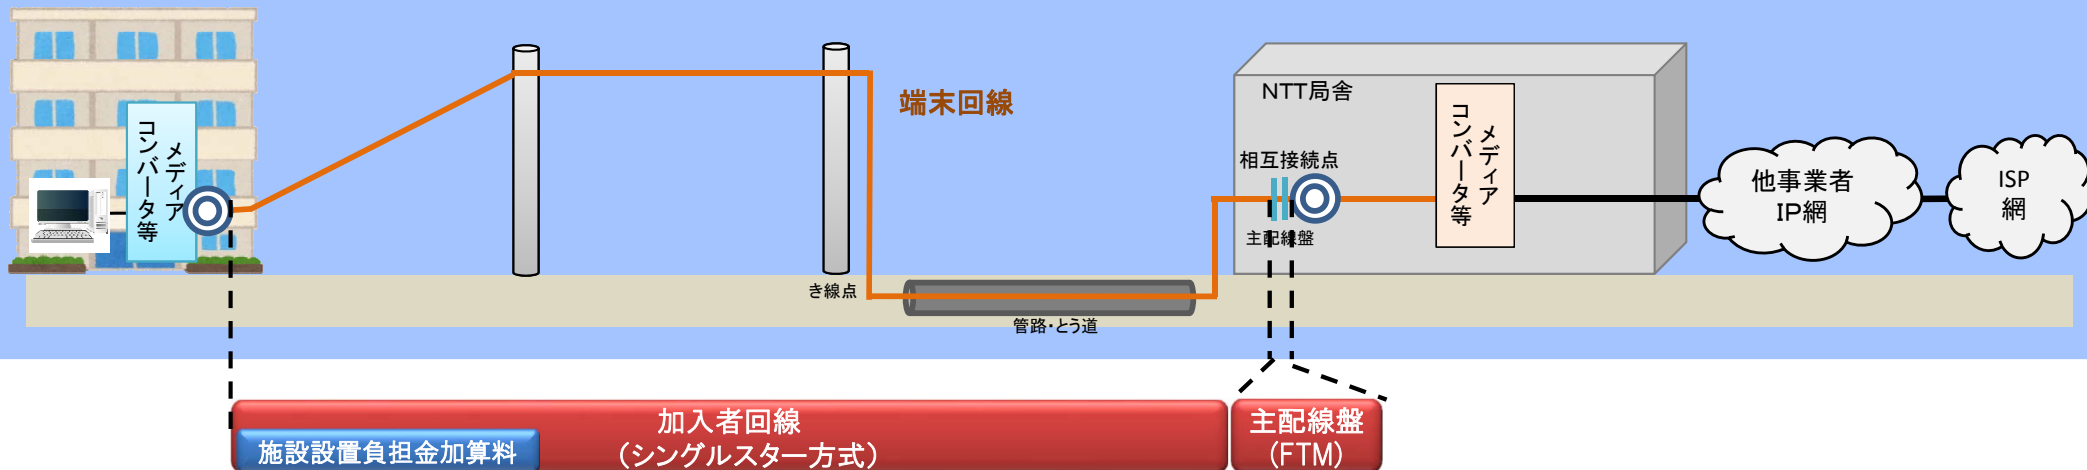 メディア
コンバータ等
き線点
端末回線
管路・とう道
NTT局舎
相互接続点
主配線盤
メディア
コンバータ等
他事業者
IP網
ISP
網
加入者回線
（シングルスター方式）
施設設置負担金加算料
主配線盤
(FTM)